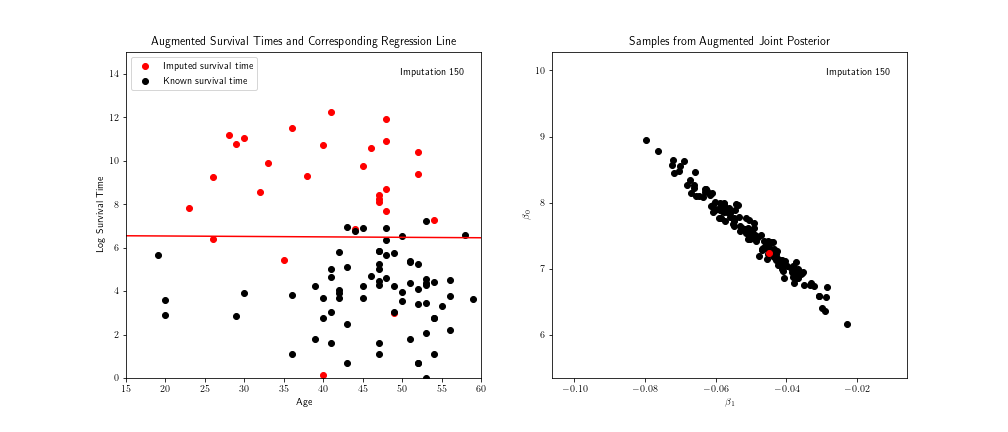 Augmented Survival Times and Corresponding Regression Line
Imputed survival time
Known survival time
Imputation 150
Log Survival Time
14
12
10
8
6
4
2
0
15
20
25
30
35
40
45
50
55
60
Age
Samples from Augmented Joint Posterior
Imputation 150
β₀
10
9
8
7
6
−0.10
−0.08
−0.06
−0.04
−0.02
β₁